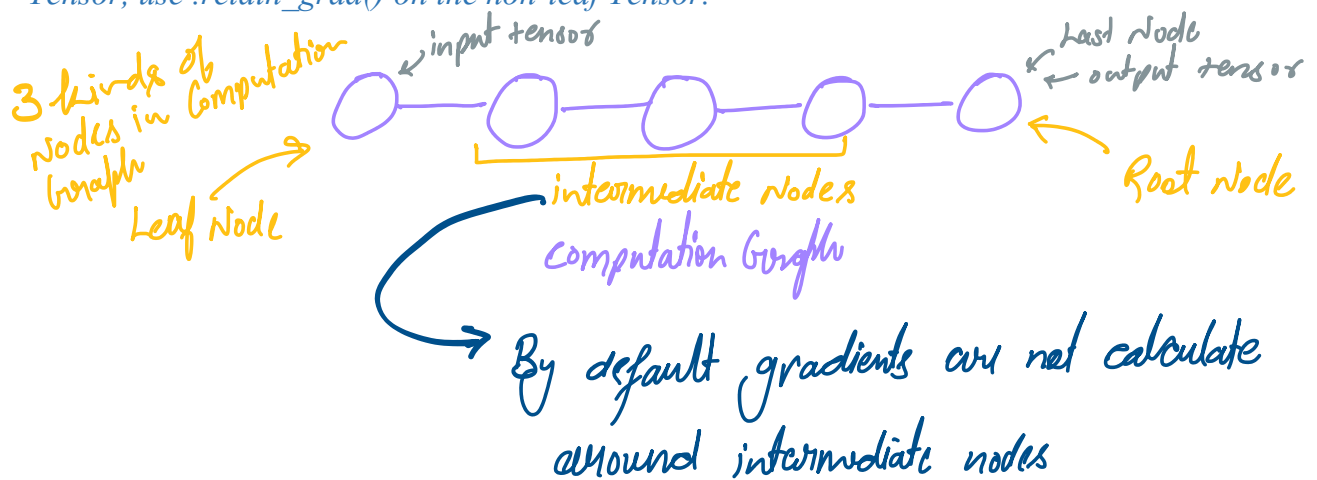 Tensor, use .retain_grad() on the non-leaf Tensor.
input tensor
Last Node
output tensor
3 kinds of
Nodes in Computation
Graph
Leaf Node
intermediate Nodes
Root Node
Computation Graph
By default gradients are not calculate
around intermediate nodes